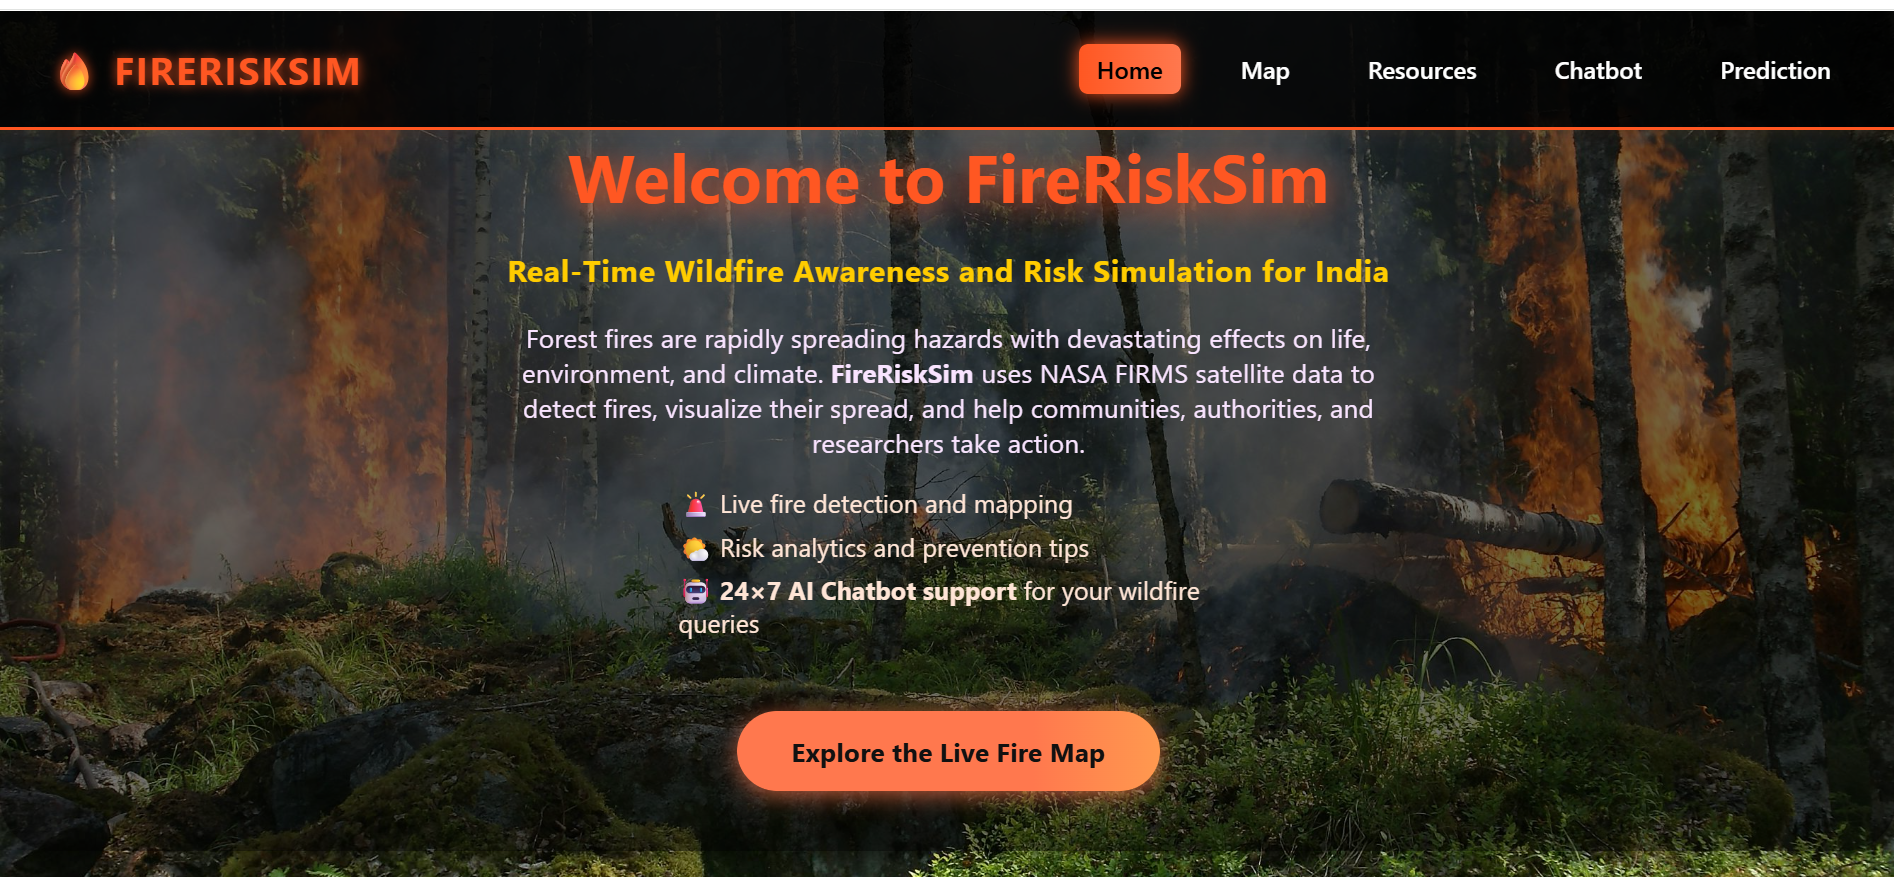 FIRERISKSIM
Home Map Resources Chatbot Prediction
Welcome to FireRiskSim
Real-Time Wildfire Awareness and Risk Simulation for India
Forest fires are rapidly spreading hazards with devastating effects on life,
environment, and climate. FireRiskSim uses NASA FIRMS satellite data to
detect fires, visualize their spread, and help communities, authorities, and
researchers take action.
Live fire detection and mapping
Risk analytics and prevention tips
24×7 AI Chatbot support for your wildfire
queries
Explore the Live Fire Map